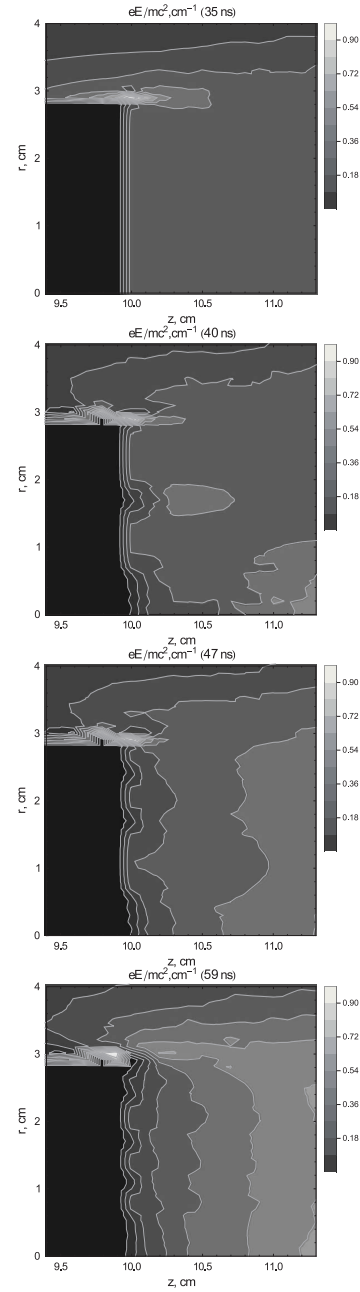 eE/mc²,cm⁻¹ (35 ns)
4
3
2
1
0
r, cm
9.5 10.0 10.5 11.0
z, cm
0.90
0.72
0.54
0.36
0.18
eE/mc²,cm⁻¹ (40 ns)
4
3
2
1
0
r, cm
9.5 10.0 10.5 11.0
z, cm
0.90
0.72
0.54
0.36
0.18
eE/mc²,cm⁻¹ (47 ns)
4
3
2
1
0
r, cm
9.5 10.0 10.5 11.0
z, cm
0.90
0.72
0.54
0.36
0.18
eE/mc²,cm⁻¹ (59 ns)
4
3
2
1
0
r, cm
9.5 10.0 10.5 11.0
z, cm
0.90
0.72
0.54
0.36
0.18